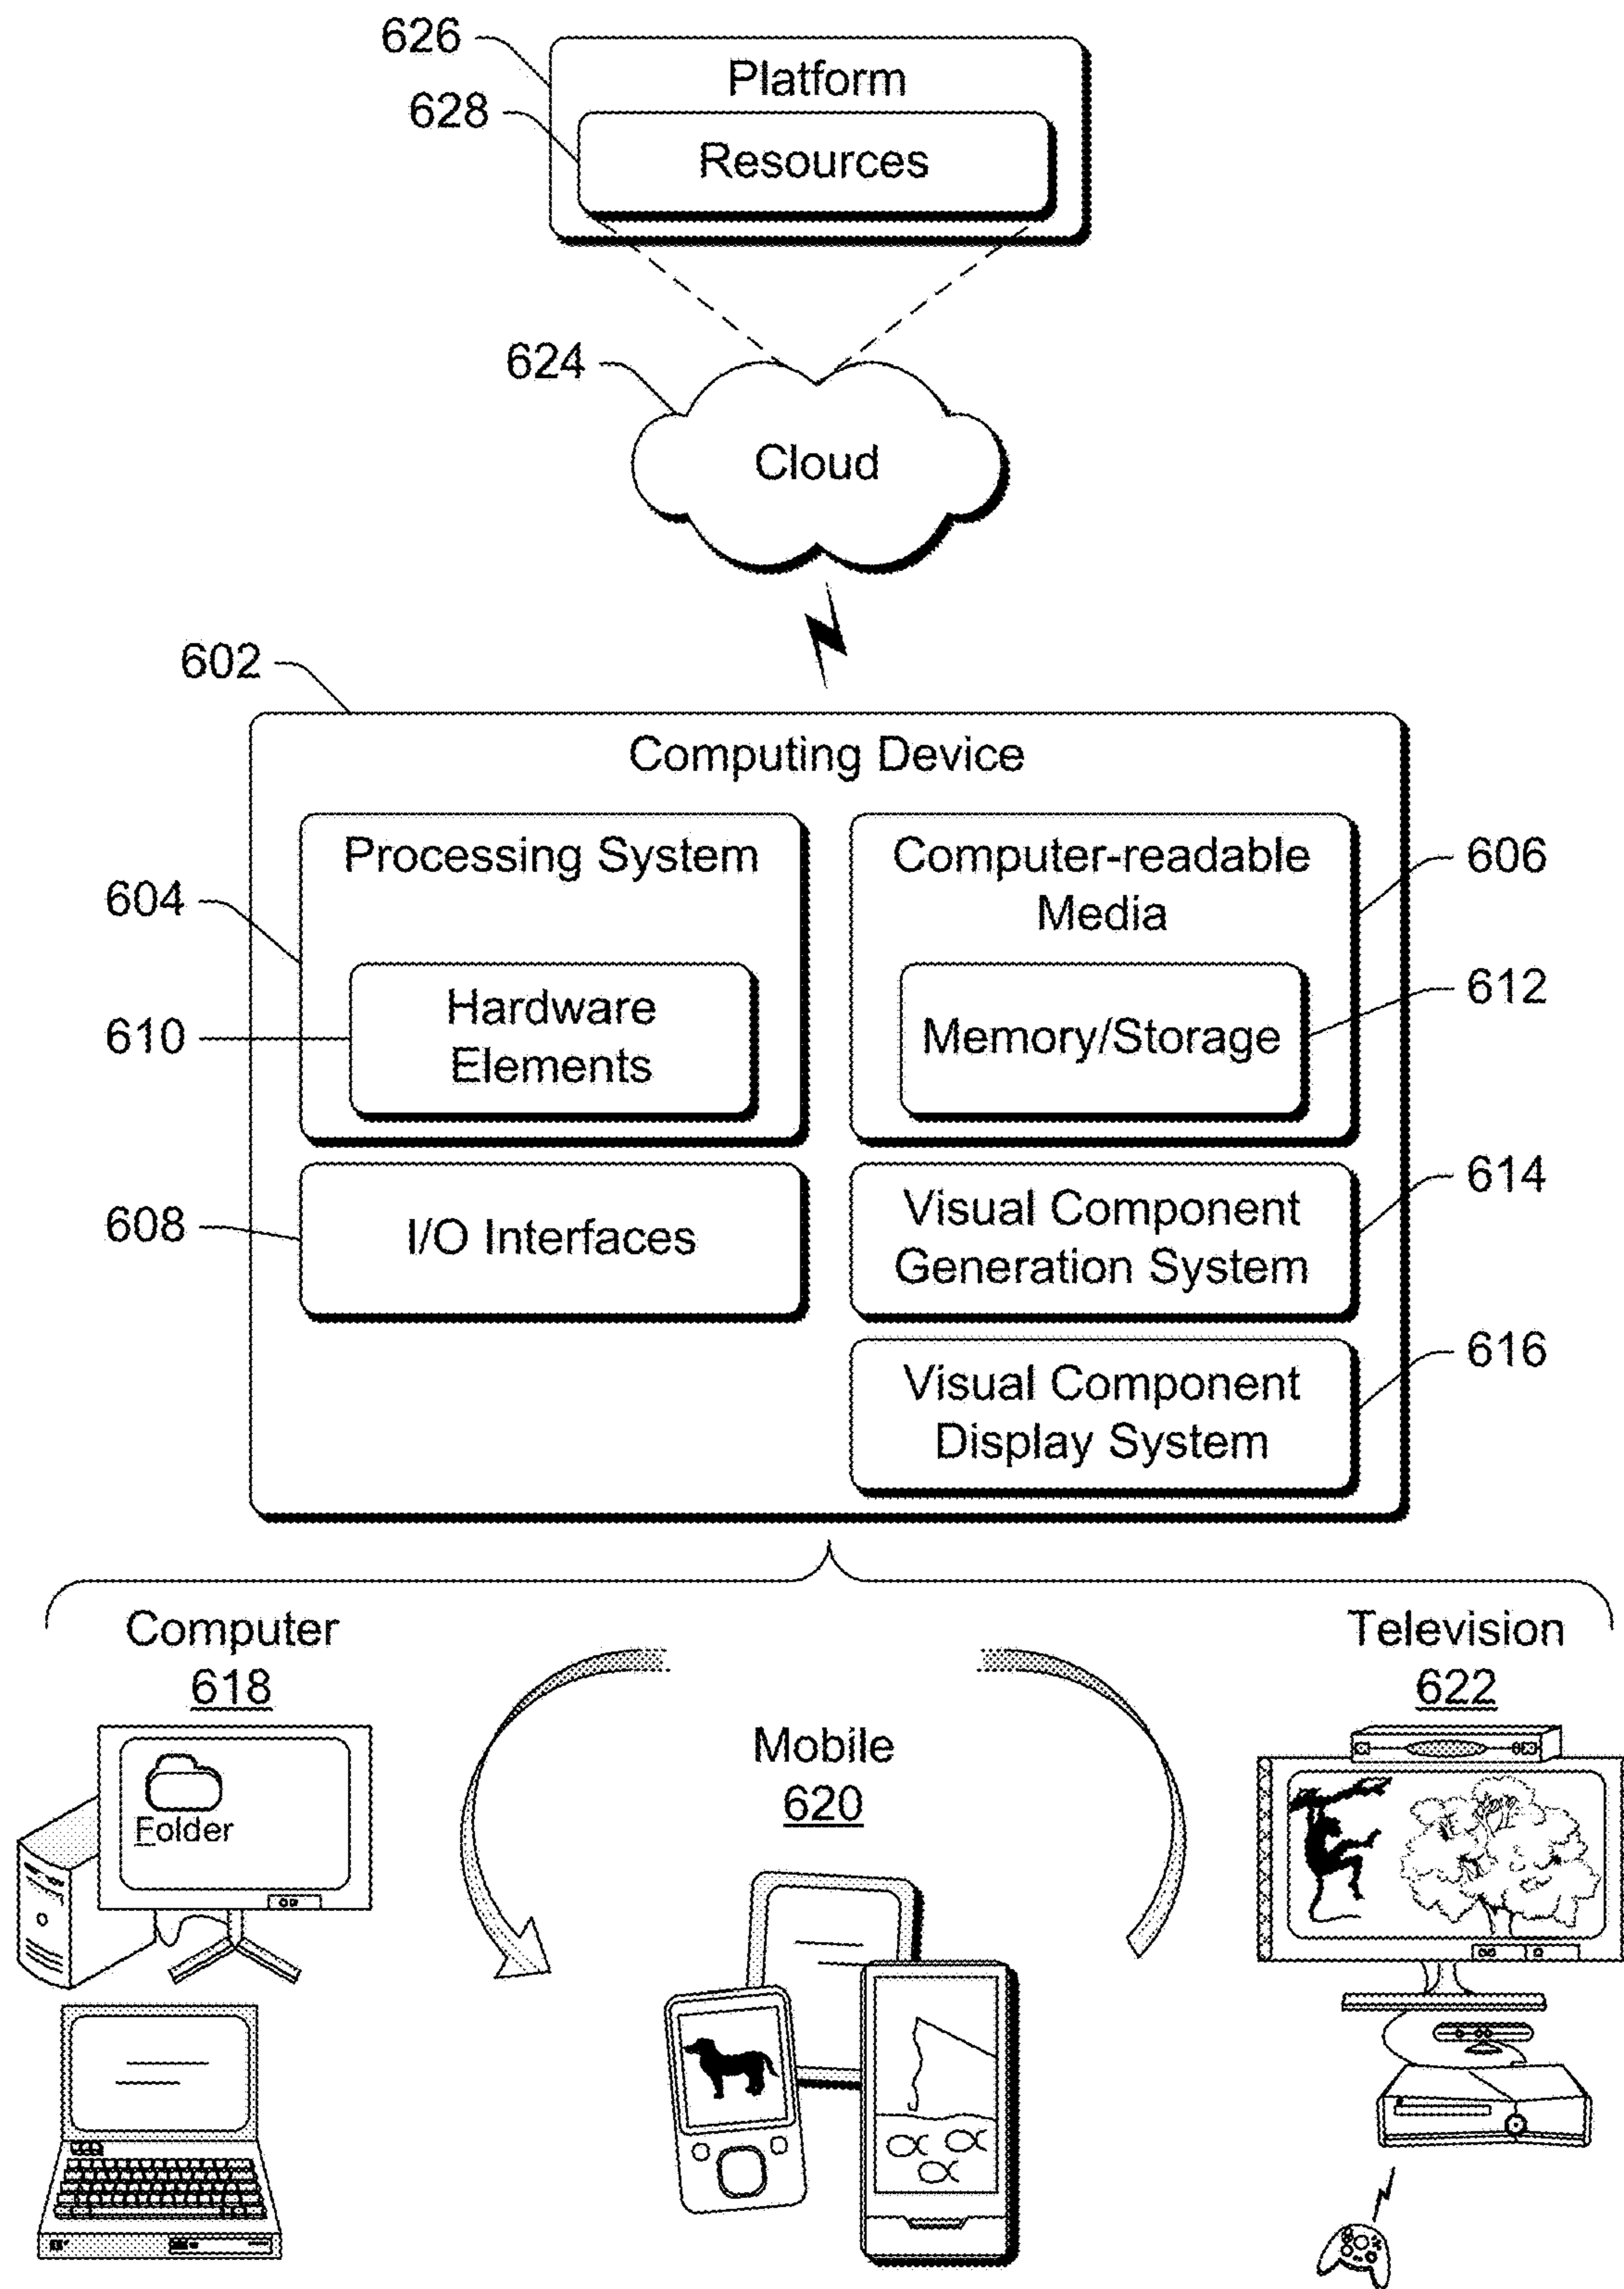 626
Platform
628
Resources
624
Cloud
602
Computing Device
Processing System
604
Hardware
Elements
610
Computer-readable
Media
606
Memory/Storage
612
I/O Interfaces
608
Visual Component
Generation System
614
Visual Component
Display System
616
Computer
618
Folder
Mobile
620
Television
622